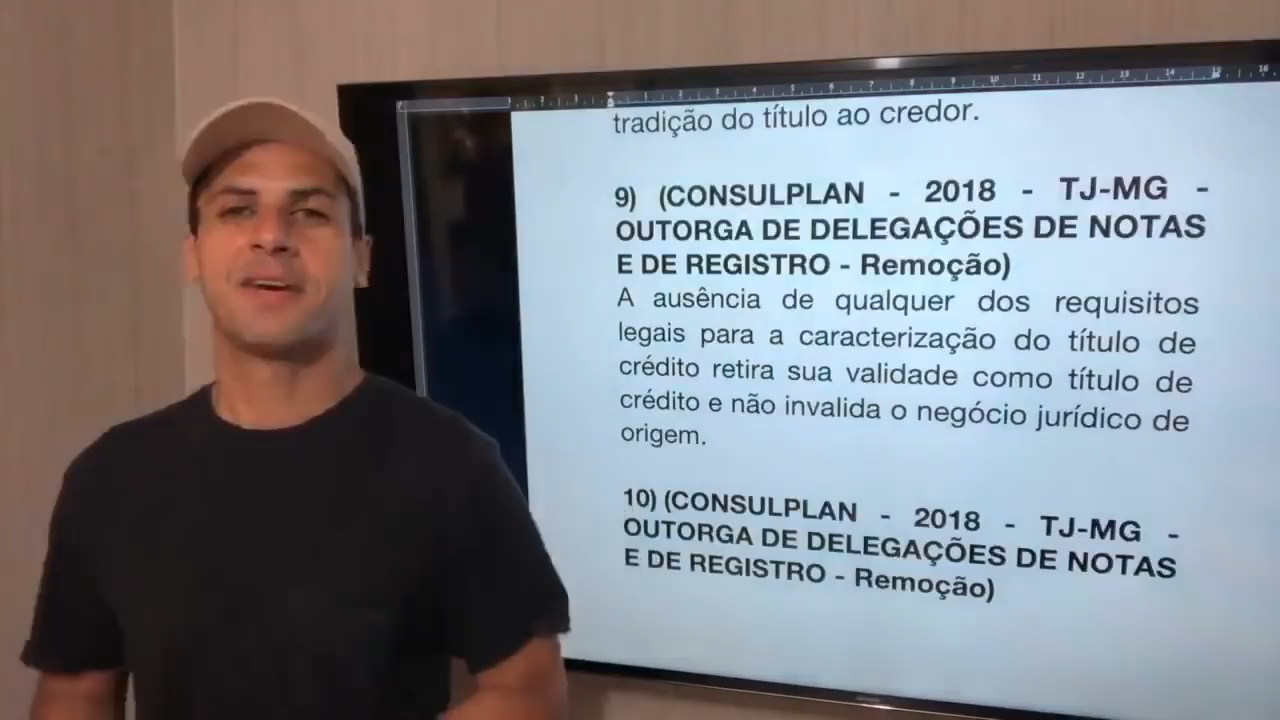 tradição do título ao credor.
9) (CONSULPLAN - 2018 - TJ-MG -
OUTORGA DE DELEGAÇÕES DE NOTAS
E DE REGISTRO - Remoção)
A ausência de qualquer dos requisitos
legais para a caracterização do título de
crédito retira sua validade como título de
crédito e não invalida o negócio jurídico de
origem.
10) (CONSULPLAN - 2018 - TJ-MG -
OUTORGA DE DELEGAÇÕES DE NOTAS
E DE REGISTRO - Remoção)